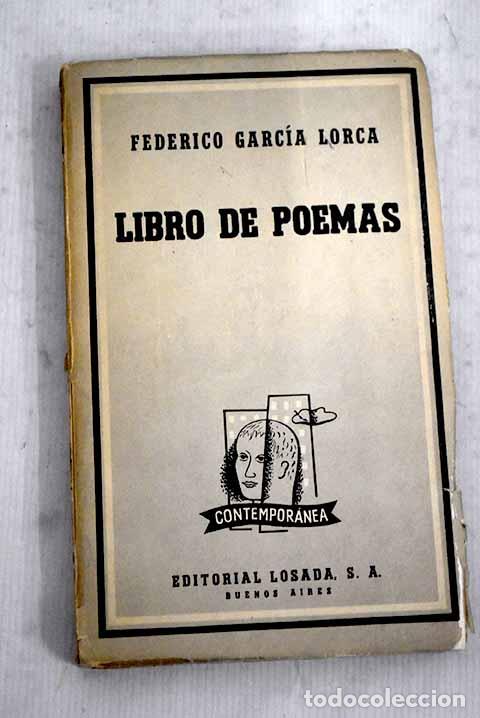 FEDERICO GARCÍA LORCA
LIBRO DE POEMAS
CONTEMPORÁNEA
EDITORIAL LOSADA, S. A.
BUENOS AIRES
todocoleccion